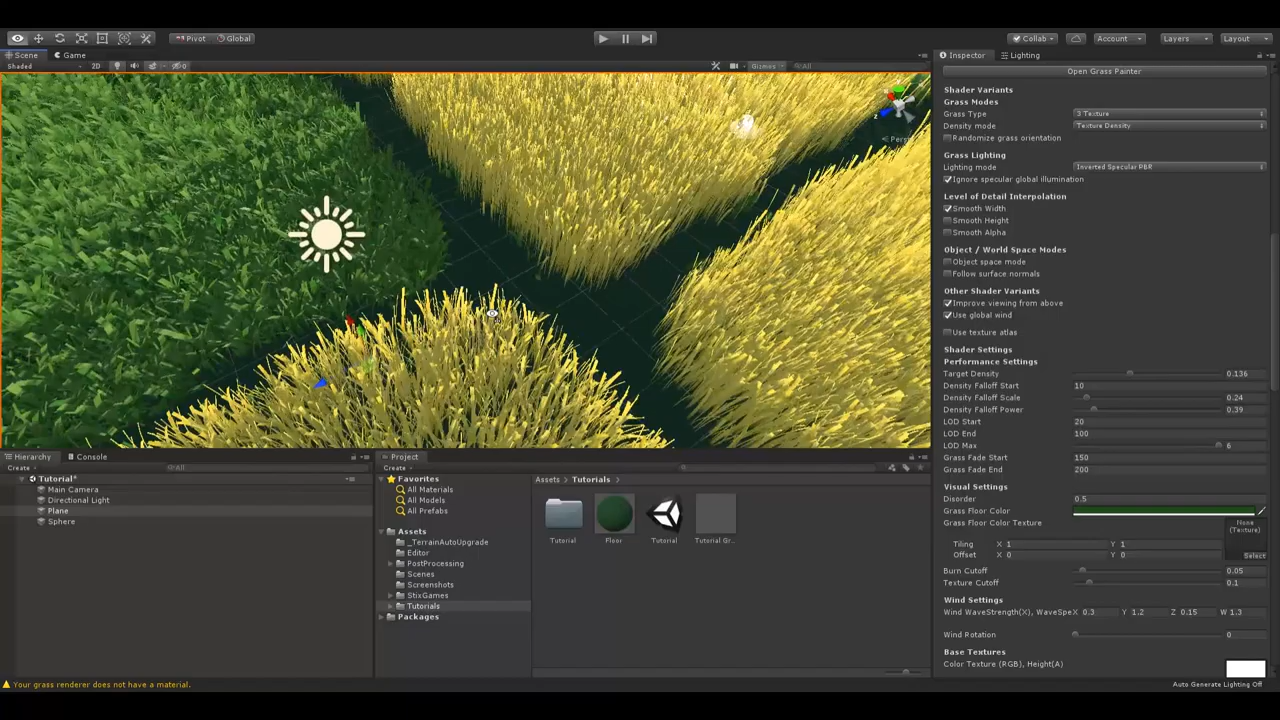 Pivot Global Collab Account Layers Layout
Scene Game Inspector Lighting
Shaded 2D Gizmos All
Open Grass Painter
Shader Variants
Grass Modes
Grass Type 3 Texture
Density mode Texture Density
Randomize grass orientation
Grass Lighting
Lighting mode Inverted Specular PBR
Ignore specular global illumination
Level of Detail Interpolation
Smooth Width
Smooth Height
Smooth Alpha
Object / World Space Modes
Object space mode
Follow surface normals
Other Shader Variants
Improve viewing from above
Use global wind
Use texture atlas
Shader Settings
Performance Settings
Target Density 0.136
Density Falloff Start 10
Density Falloff Scale 0.24
Density Falloff Power 0.39
LOD Start 20
LOD End 100
LOD Max 6
Grass Fade Start 150
Grass Fade End 200
Visual Settings
Disorder 0.5
Grass Floor Color
Grass Floor Color Texture None (Texture)
Tiling X 1 Y 1
Offset X 0 Y 0 Select
Burn Cutoff 0.05
Texture Cutoff 0.1
Wind Settings
Wind WaveStrength(X), WaveSpeX 0.3 Y 1.2 Z 0.15 W 1.3
Wind Rotation 0
Base Textures
Color Texture (RGB), Height(A)
Hierarchy Console
Create All
Tutorial*
Main Camera
Directional Light
Plane
Sphere
Project
Create
Favorites
All Materials
All Models
All Prefabs
Assets
_TerrainAutoUpgrade
Editor
PostProcessing
Scenes
Screenshots
StixGames
Tutorials
Packages
Assets Tutorials
Tutorial Floor Tutorial Tutorial Gr...
Your grass renderer does not have a material.
Auto Generate Lighting Off